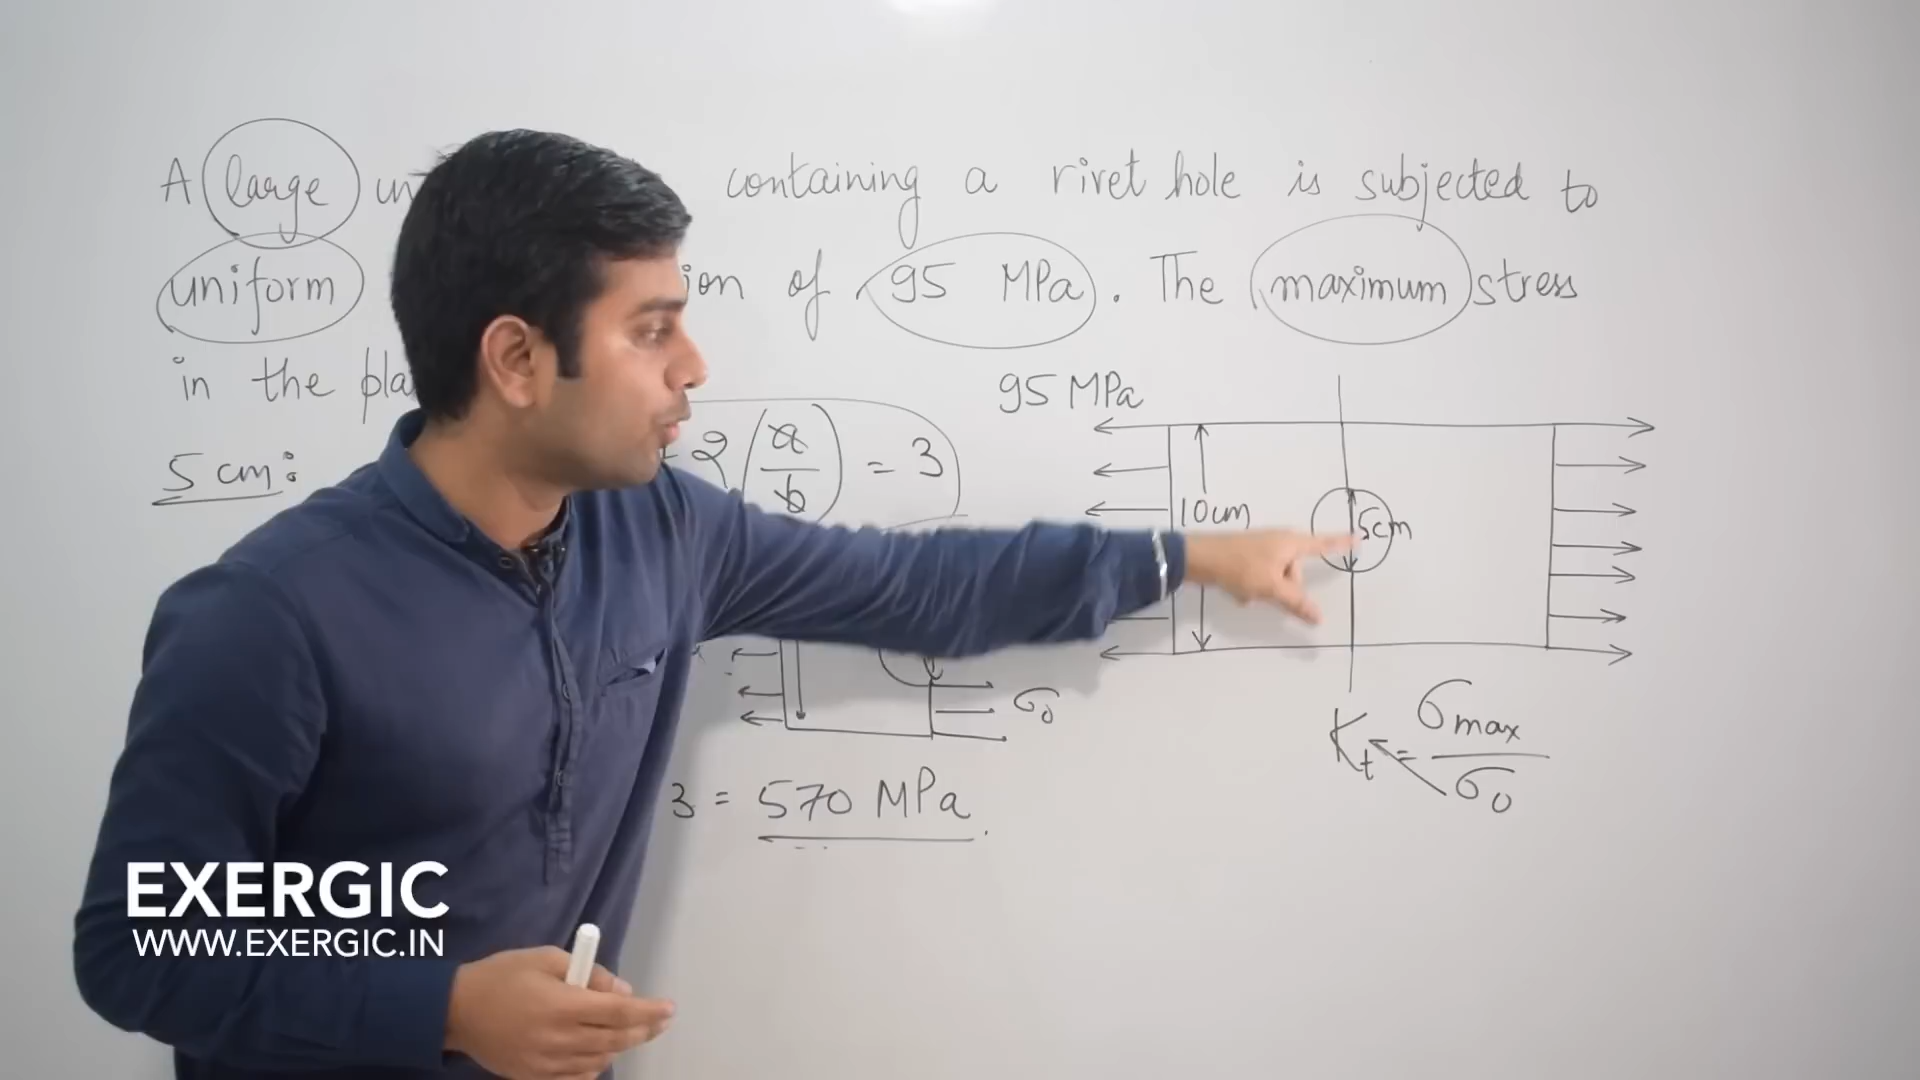 A large un containing a rivet hole is subjected to
uniform ion of 95 MPa. The maximum stress
in the pla
95 MPa
5 cm:
2 (a/b) = 3
10cm
5cm
σ₀
Kt = σmax/σ₀
3 = 570 MPa.
EXERGIC
WWW.EXERGIC.IN